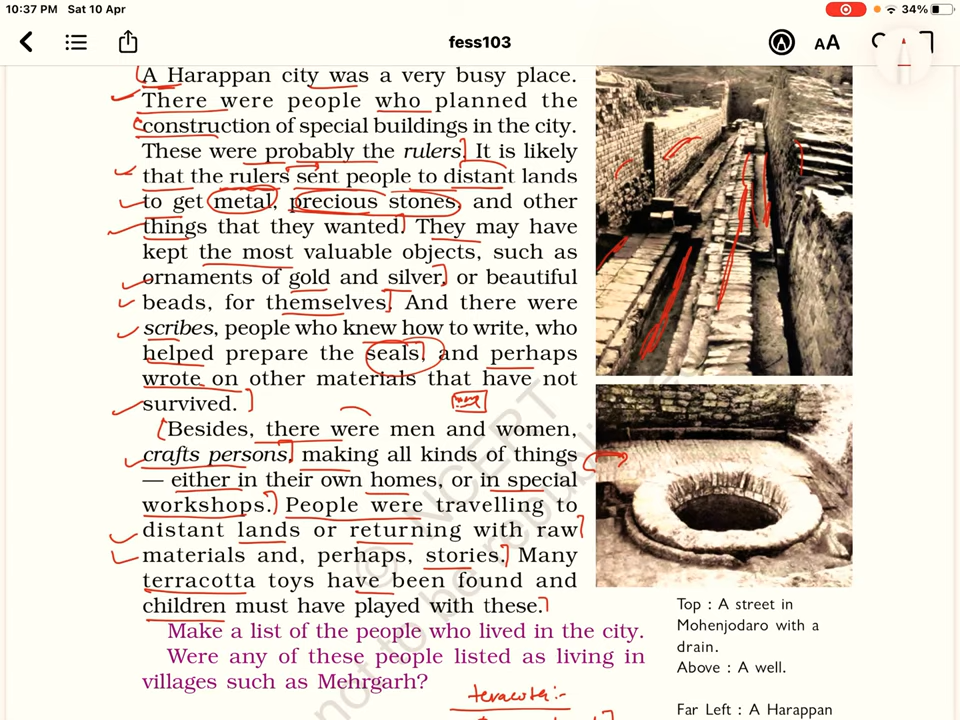 10:37 PM Sat 10 Apr
34%
fess103
AA
A Harappan city was a very busy place.
There were people who planned the
construction of special buildings in the city.
These were probably the rulers. It is likely
that the rulers sent people to distant lands
to get metal, precious stones, and other
things that they wanted. They may have
kept the most valuable objects, such as
ornaments of gold and silver, or beautiful
beads, for themselves. And there were
scribes, people who knew how to write, who
helped prepare the seals, and perhaps
wrote on other materials that have not
survived.
Besides, there were men and women,
crafts persons, making all kinds of things
— either in their own homes, or in special
workshops. People were travelling to
distant lands or returning with raw
materials and, perhaps, stories. Many
terracotta toys have been found and
children must have played with these.
Make a list of the people who lived in the city.
Were any of these people listed as living in
villages such as Mehrgarh?
Top : A street in
Mohenjodaro with a
drain.
Above : A well.
Far Left : A Harappan
teracota :-
© NCERT
not to be republished